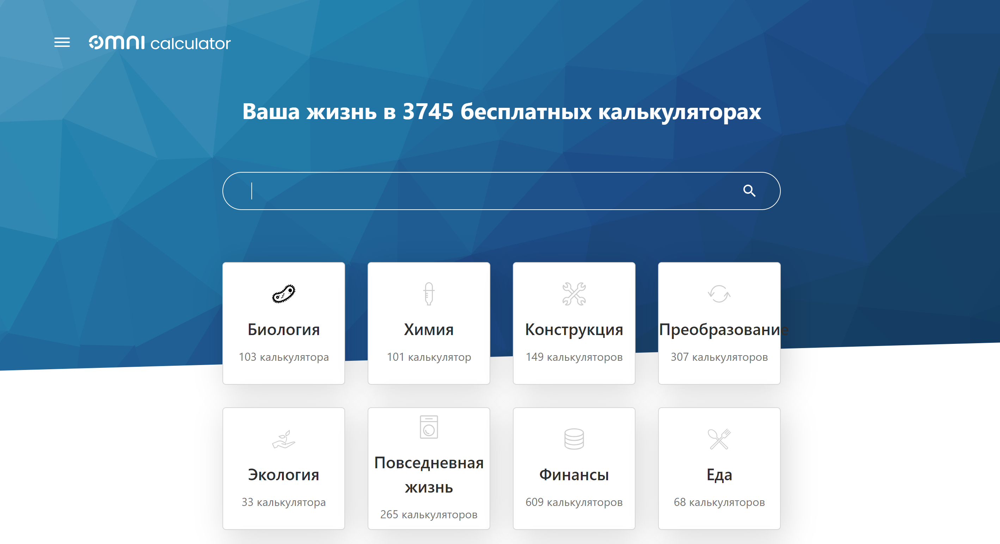 omni calculator
Ваша жизнь в 3745 бесплатных калькуляторах
Биология
103 калькулятора
Химия
101 калькулятор
Конструкция
149 калькуляторов
Преобразование
307 калькуляторов
Экология
33 калькулятора
Повседневная
жизнь
265 калькуляторов
Финансы
609 калькуляторов
Еда
68 калькуляторов